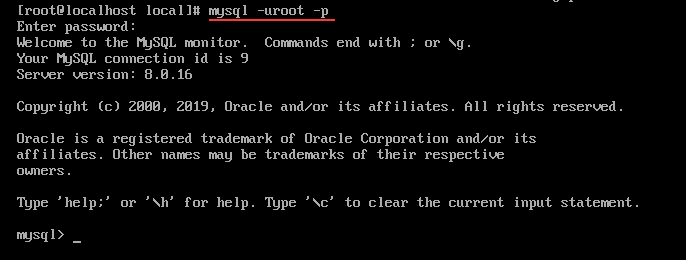 [root@localhost local]# mysql -uroot -p
Enter password:
Welcome to the MySQL monitor.  Commands end with ; or \g.
Your MySQL connection id is 9
Server version: 8.0.16
Copyright (c) 2000, 2019, Oracle and/or its affiliates. All rights reserved.
Oracle is a registered trademark of Oracle Corporation and/or its
affiliates. Other names may be trademarks of their respective
owners.
Type 'help;' or '\h' for help. Type '\c' to clear the current input statement.
mysql> _